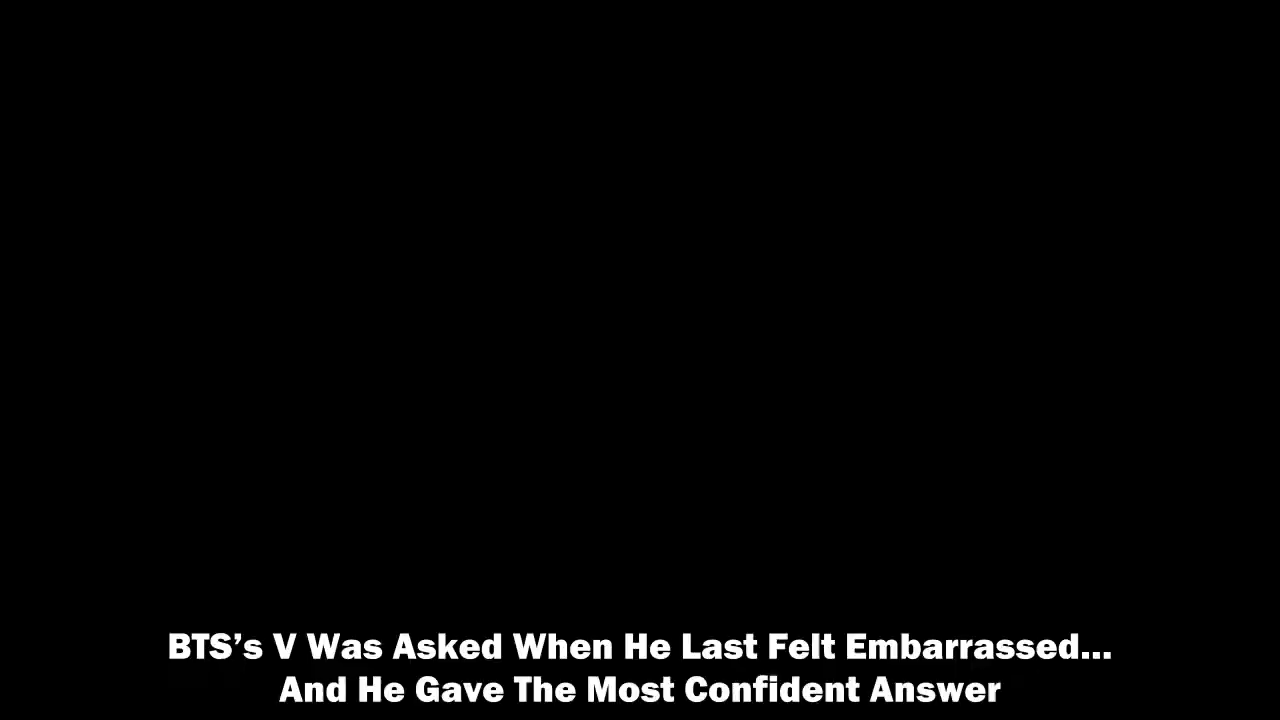 BTS’s V Was Asked When He Last Felt Embarrassed...
And He Gave The Most Confident Answer